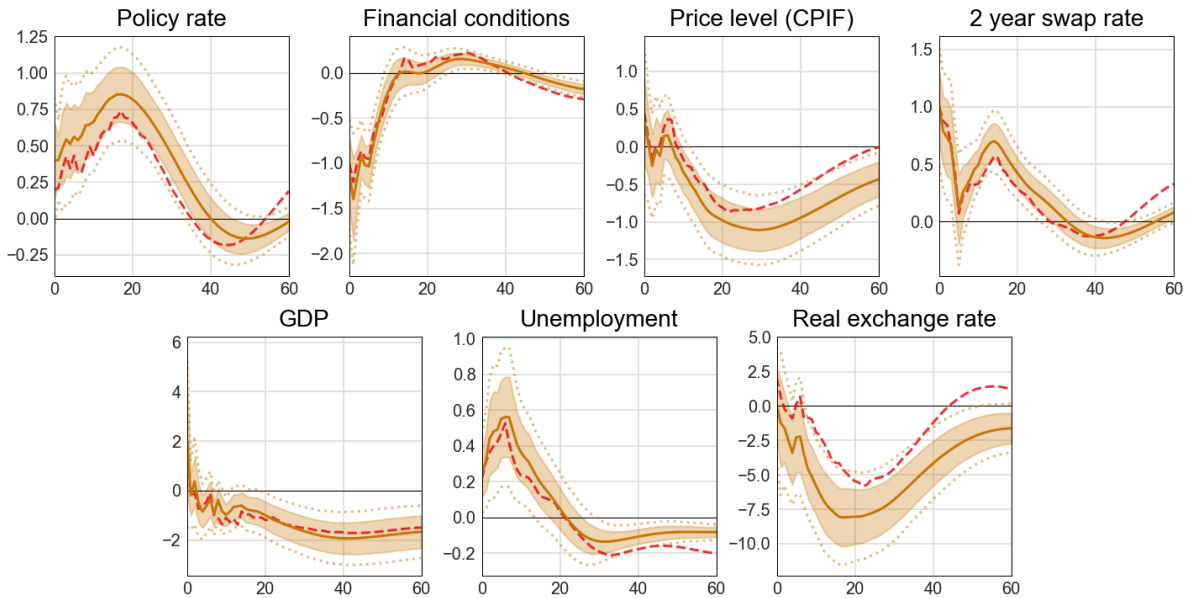 Policy rate
1.25
1.00
0.75
0.50
0.25
0.00
−0.25
0 20 40 60
Financial conditions
0.0
−0.5
−1.0
−1.5
−2.0
0 20 40 60
Price level (CPIF)
1.0
0.5
0.0
−0.5
−1.0
−1.5
0 20 40 60
2 year swap rate
1.5
1.0
0.5
0.0
0 20 40 60
GDP
6
4
2
0
−2
0 20 40 60
Unemployment
1.0
0.8
0.6
0.4
0.2
0.0
−0.2
0 20 40 60
Real exchange rate
5.0
2.5
0.0
−2.5
−5.0
−7.5
−10.0
0 20 40 60